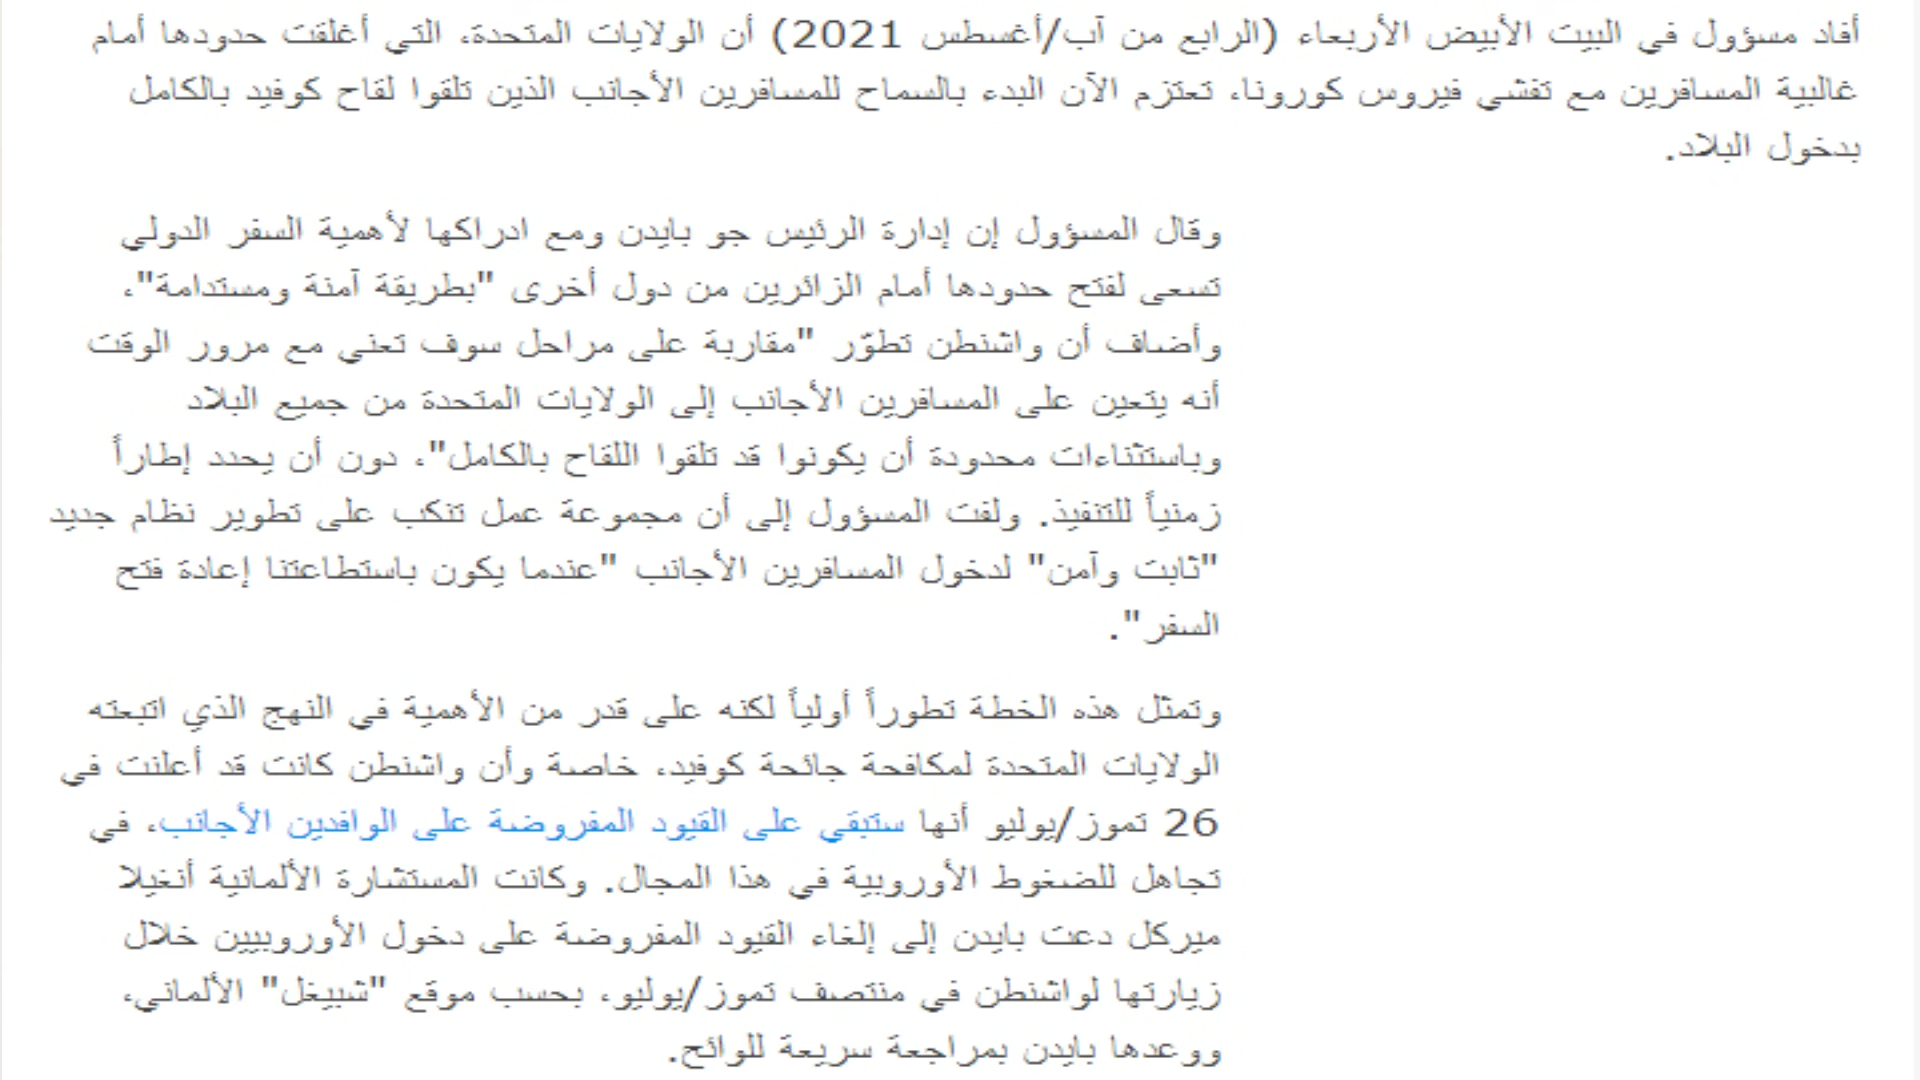 أفاد مسؤول في البيت الأبيض الأربعاء (الرابع من آب/أغسطس 2021) أن الولايات المتحدة، التي أغلقت حدودها أمام
غالبية المسافرين مع تفشي فيروس كورونا، تعتزم الآن البدء بالسماح للمسافرين الأجانب الذين تلقوا لقاح كوفيد بالكامل
بدخول البلاد.
وقال المسؤول إن إدارة الرئيس جو بايدن ومع ادراكها لأهمية السفر الدولي
تسعى لفتح حدودها أمام الزائرين من دول أخرى "بطريقة آمنة ومستدامة"،
وأضاف أن واشنطن تطوّر "مقاربة على مراحل سوف تعني مع مرور الوقت
أنه يتعين على المسافرين الأجانب إلى الولايات المتحدة من جميع البلاد
وباستثناءات محدودة أن يكونوا قد تلقوا اللقاح بالكامل"، دون أن يحدد إطاراً
زمنياً للتنفيذ. ولفت المسؤول إلى أن مجموعة عمل تنكب على تطوير نظام جديد
"ثابت وآمن" لدخول المسافرين الأجانب "عندما يكون باستطاعتنا إعادة فتح
السفر".
وتمثل هذه الخطة تطوراً أولياً لكنه على قدر من الأهمية في النهج الذي اتبعته
الولايات المتحدة لمكافحة جائحة كوفيد، خاصة وأن واشنطن كانت قد أعلنت في
26 تموز/يوليو أنها ستبقي على القيود المفروضة على الوافدين الأجانب، في
تجاهل للضغوط الأوروبية في هذا المجال. وكانت المستشارة الألمانية أنغيلا
ميركل دعت بايدن إلى إلغاء القيود المفروضة على دخول الأوروبيين خلال
زيارتها لواشنطن في منتصف تموز/يوليو، بحسب موقع "شبيغل" الألماني،
ووعدها بايدن بمراجعة سريعة للوائح.